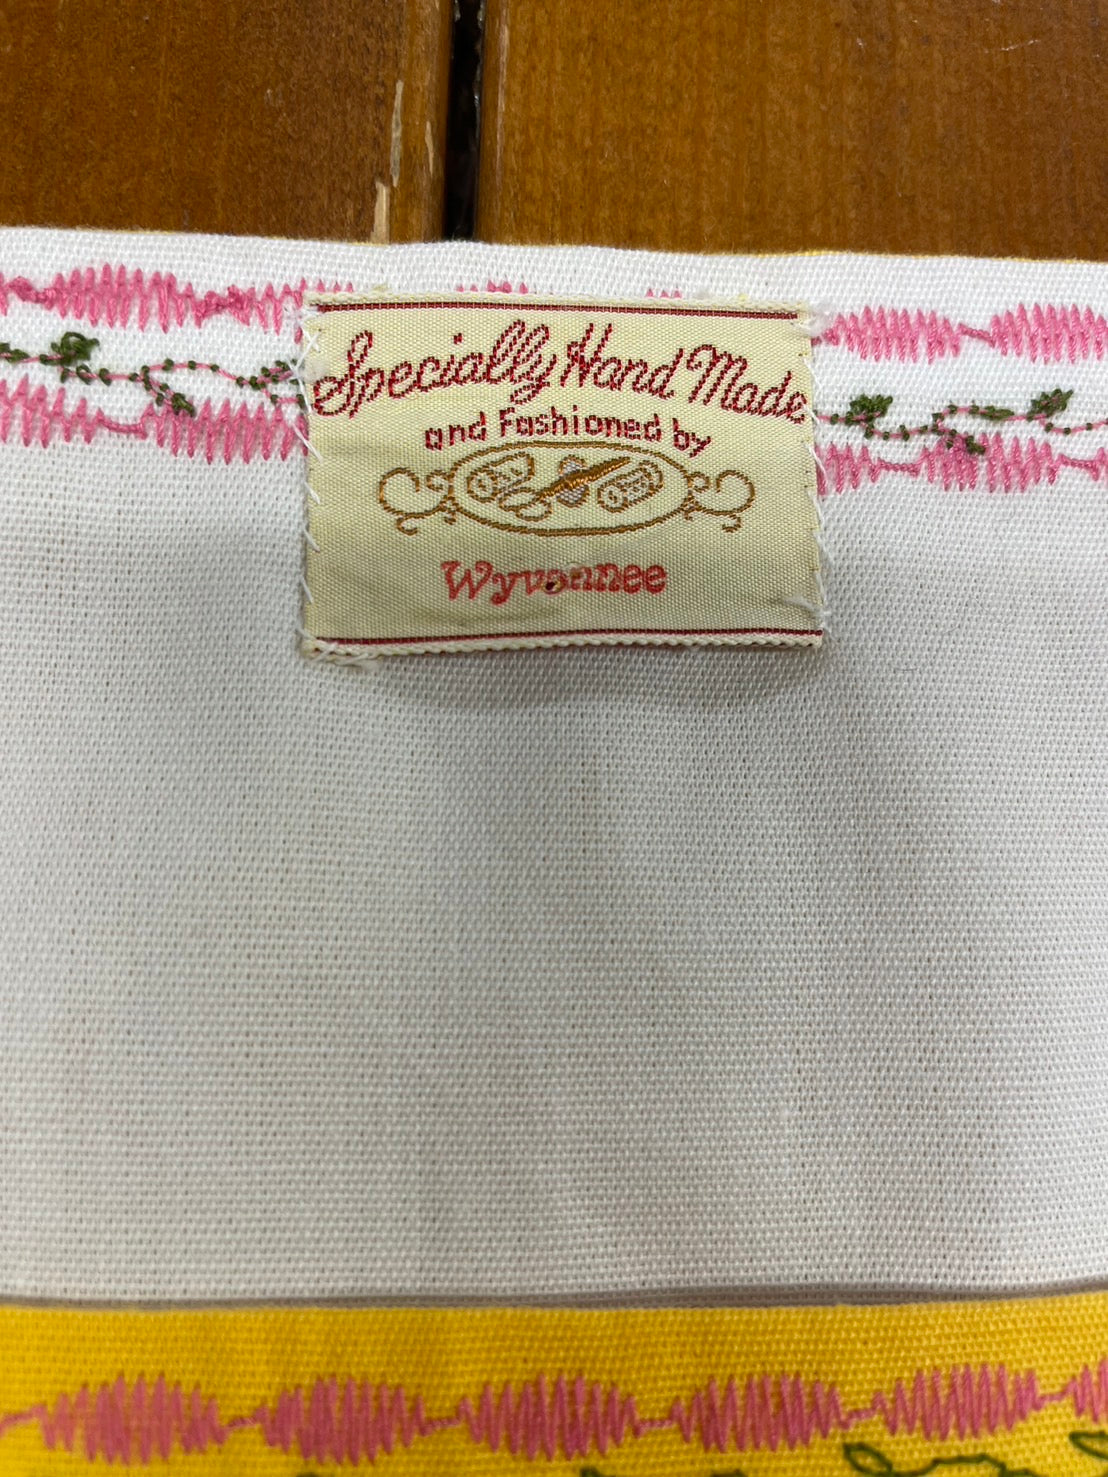 Specially Hand Made
and Fashioned by
Wyvonnee